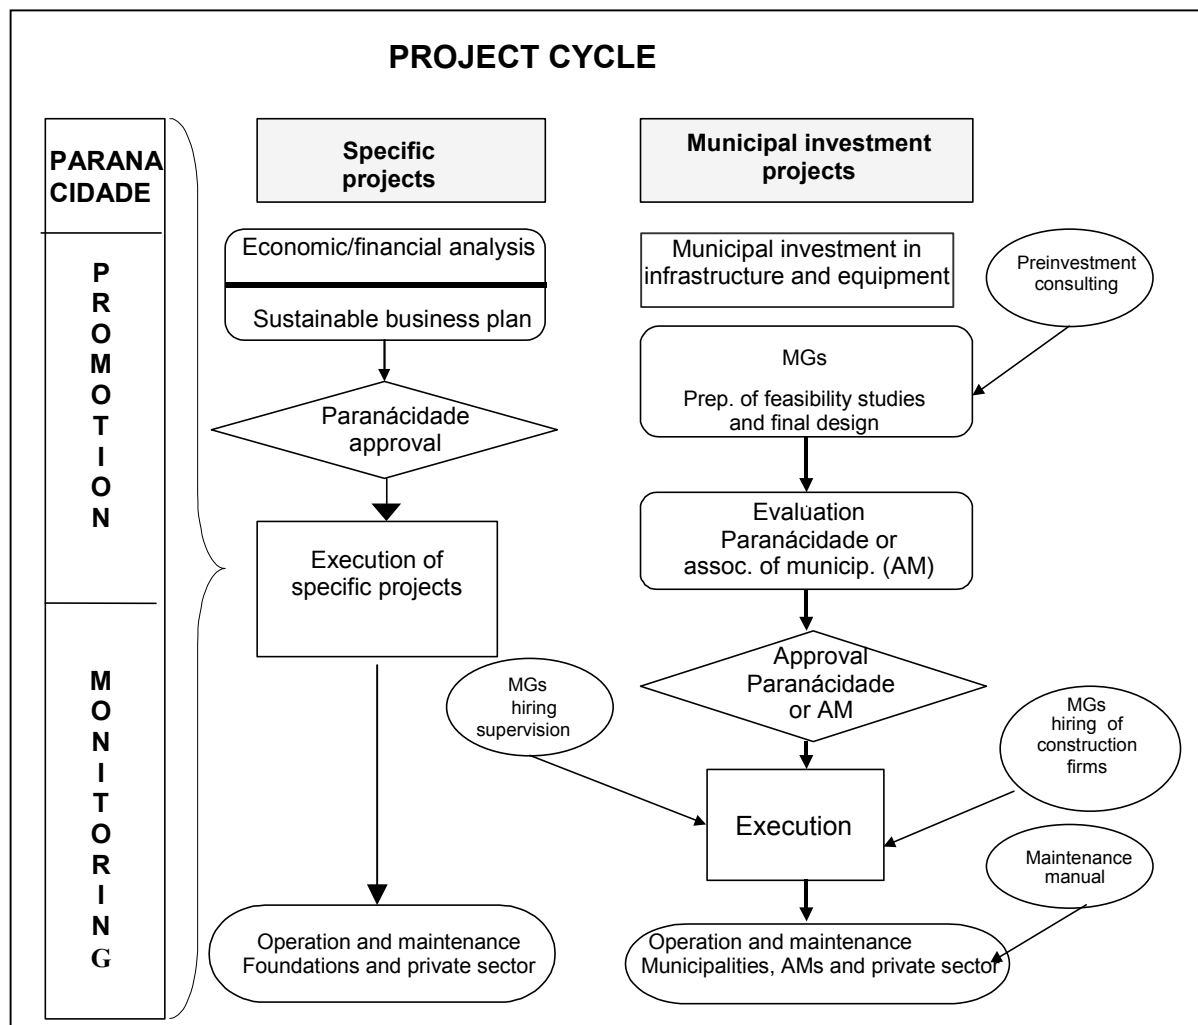 PROJECT CYCLE
PARANA
CIDADE
P
R
O
M
O
T
I
O
N
M
O
N
I
T
O
R
I
N
G
Specific
projects
Economic/financial analysis
Sustainable business plan
Paranácidade
approval
Execution of
specific projects
Operation and maintenance
Foundations and private sector
Municipal investment
projects
Municipal investment in
infrastructure and equipment
Preinvestment
consulting
MGs
Prep. of feasibility studies
and final design
Evaluation
Paranácidade or
assoc. of municip. (AM)
Approval
Paranácidade
or AM
MGs
hiring
supervision
MGs
hiring of
construction
firms
Execution
Maintenance
manual
Operation and maintenance
Municipalities, AMs and private sector